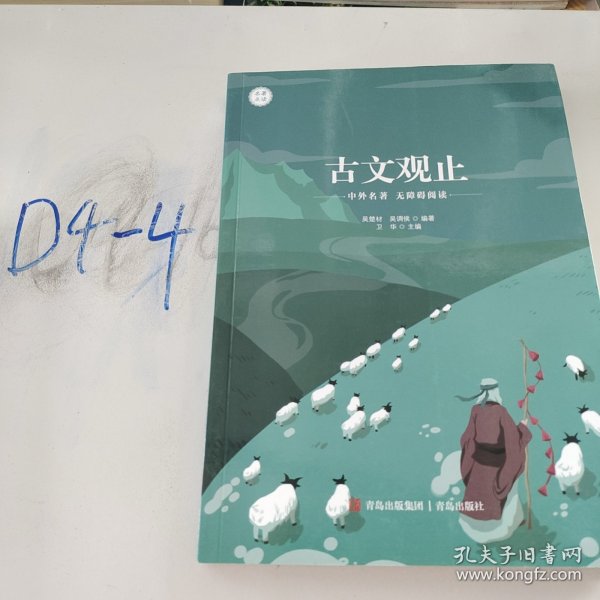 名著
应读
古文观止
中外名著 无障碍阅读
吴楚材 吴调侯 编著
卫华 主编
D4-4
青岛出版集团 | 青岛出版社
孔夫子旧书网
www.kongfz.com